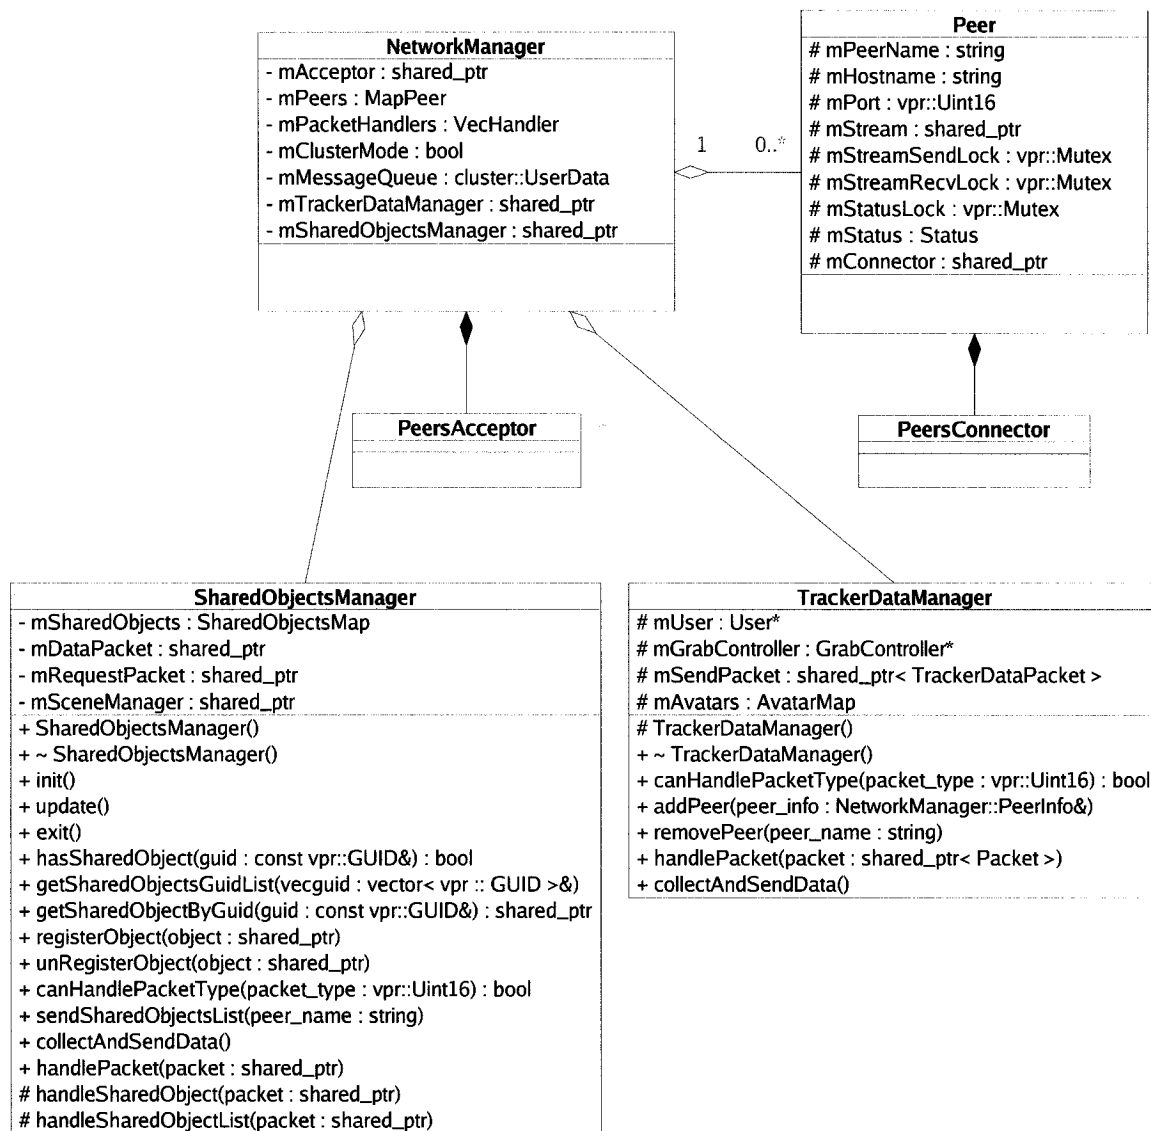 NetworkManager
- mAcceptor : shared_ptr
- mPeers : MapPeer
- mPacketHandlers : VecHandler
- mClusterMode : bool
- mMessageQueue : cluster::UserData
- mTrackerDataManager : shared_ptr
- mSharedObjectsManager : shared_ptr
1
0..*
Peer
# mPeerName : string
# mHostname : string
# mPort : vpr::Uint16
# mStream : shared_ptr
# mStreamSendLock : vpr::Mutex
# mStreamRecvLock : vpr::Mutex
# mStatusLock : vpr::Mutex
# mStatus : Status
# mConnector : shared_ptr
PeersAcceptor
PeersConnector
SharedObjectsManager
- mSharedObjects : SharedObjectsMap
- mDataPacket : shared_ptr
- mRequestPacket : shared_ptr
- mSceneManager : shared_ptr
+ SharedObjectsManager()
+ ~ SharedObjectsManager()
+ init()
+ update()
+ exit()
+ hasSharedObject(guid : const vpr::GUID&) : bool
+ getSharedObjectsGuidList(vecguid : vector< vpr :: GUID >&)
+ getSharedObjectByGuid(guid : const vpr::GUID&) : shared_ptr
+ registerObject(object : shared_ptr)
+ unRegisterObject(object : shared_ptr)
+ canHandlePacketType(packet_type : vpr::Uint16) : bool
+ sendSharedObjectsList(peer_name : string)
+ collectAndSendData()
+ handlePacket(packet : shared_ptr)
# handleSharedObject(packet : shared_ptr)
# handleSharedObjectList(packet : shared_ptr)
TrackerDataManager
# mUser : User*
# mGrabController : GrabController*
# mSendPacket : shared_ptr< TrackerDataPacket >
# mAvatars : AvatarMap
# TrackerDataManager()
+ ~ TrackerDataManager()
+ canHandlePacketType(packet_type : vpr::Uint16) : bool
+ addPeer(peer_info : NetworkManager::PeerInfo&)
+ removePeer(peer_name : string)
+ handlePacket(packet : shared_ptr< Packet >)
+ collectAndSendData()